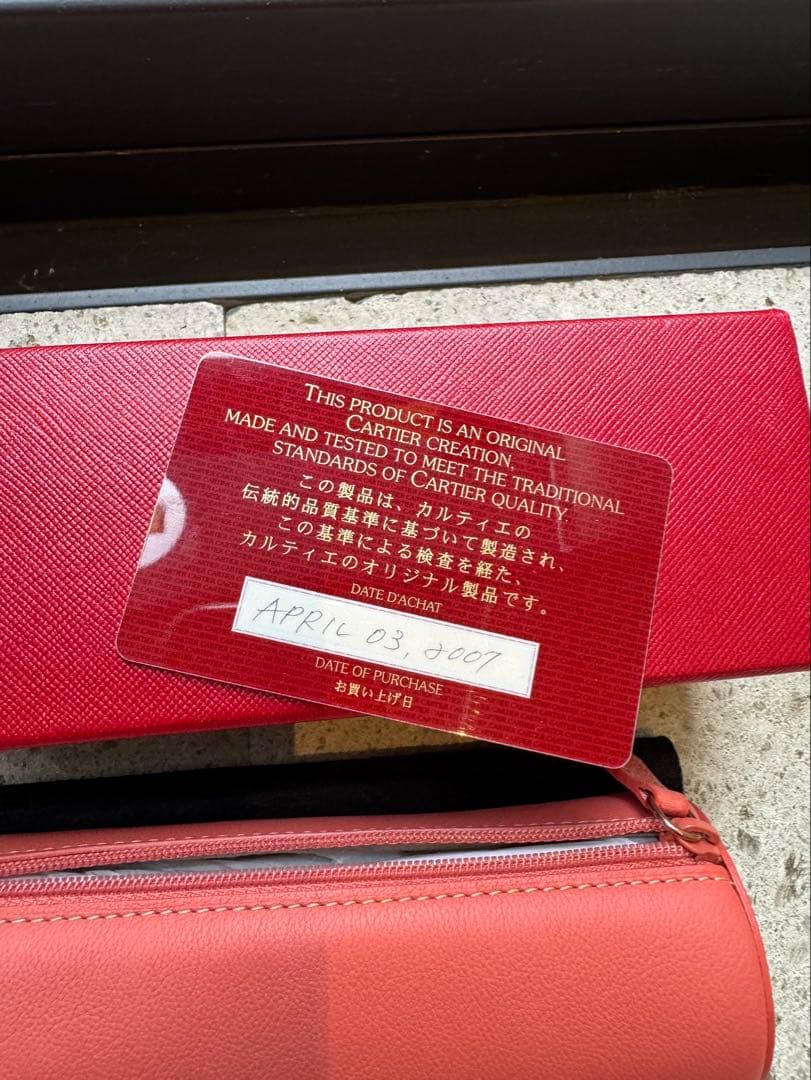 THIS PRODUCT IS AN ORIGINAL
CARTIER CREATION,
MADE AND TESTED TO MEET THE TRADITIONAL
STANDARDS OF CARTIER QUALITY.
この製品は、カルティエの
伝統的品質基準に基づいて製造され、
この基準による検査を経た、
カルティエのオリジナル製品です。
DATE D'ACHAT
APRIL 03, 2007
DATE OF PURCHASE
お買い上げ日